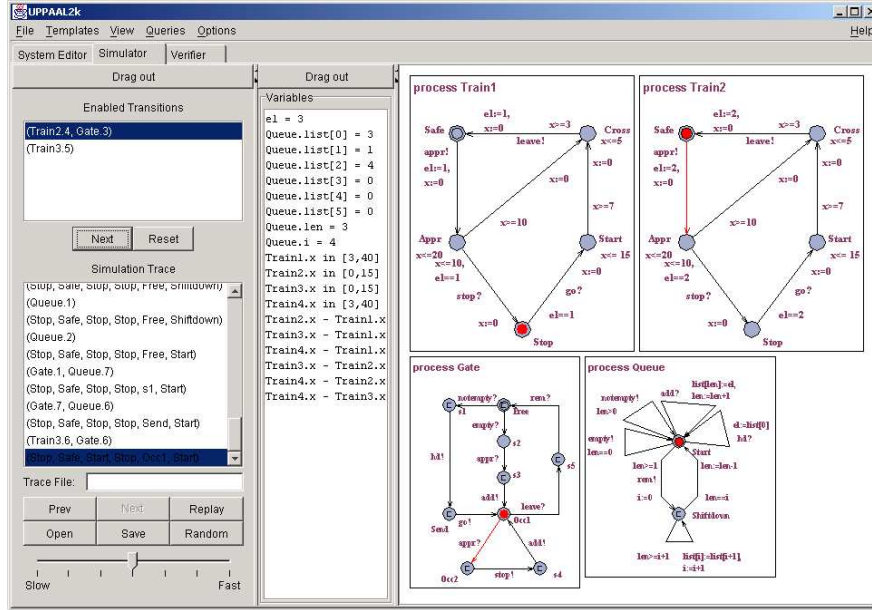 UPPAAL2k
File Templates View Queries Options Help
System Editor Simulator Verifier
Drag out
Enabled Transitions
(Train2.4, Gate.3)
(Train3.5)
Next Reset
Simulation Trace
(Stop, Safe, Stop, Stop, Free, Shiftdown)
(Queue.1)
(Stop, Safe, Stop, Stop, Free, Shiftdown)
(Queue.2)
(Stop, Safe, Stop, Stop, Free, Start)
(Gate.1, Queue.7)
(Stop, Safe, Stop, Stop, s1, Start)
(Gate.7, Queue.6)
(Stop, Safe, Stop, Stop, Send, Start)
(Train3.6, Gate.6)
(Stop, Safe, Start, Stop, Occ1, Start)
Trace File:
Prev Next Replay
Open Save Random
Slow Fast
Drag out
Variables
el = 3
Queue.list[0] = 3
Queue.list[1] = 1
Queue.list[2] = 4
Queue.list[3] = 0
Queue.list[4] = 0
Queue.list[5] = 0
Queue.len = 3
Queue.i = 4
Train1.x in [3,40]
Train2.x in [0,15]
Train3.x in [0,15]
Train4.x in [3,40]
Train2.x - Train1.x
Train3.x - Train1.x
Train4.x - Train1.x
Train3.x - Train2.x
Train4.x - Train2.x
Train4.x - Train3.x
process Train1
el:=1,
x:=0
x>=3
Safe
Cross
x<=5
leave!
appr!
el:=1,
x:=0
x:=0
x:=0
x>=7
x>=10
Appr
x<=20
Start
x<= 15
x<=10,
el==1
x:=0
stop?
go?
x:=0
el==1
Stop
process Train2
el:=2,
x:=0
x>=3
Safe
Cross
x<=5
leave!
appr!
el:=2,
x:=0
x:=0
x:=0
x>=7
x>=10
Appr
x<=20
Start
x<= 15
x<=10,
el==2
x:=0
stop?
go?
x:=0
el==2
Stop
process Gate
notempty?
rem?
s1
Free
empty?
s2
appr?
hd!
s3
s5
add!
leave?
Send
go!
Occ1
appr?
add!
Occ2
stop!
s4
process Queue
list[len]:=el,
len:=len+1
add?
notempty!
len>0
el:=list[0]
hd?
empty!
len==0
Start
len>=1
rem!
len:=len-1
i:=0
len==i
Shiftdown
len>=i+1
list[i]:=list[i+1],
i:=i+1